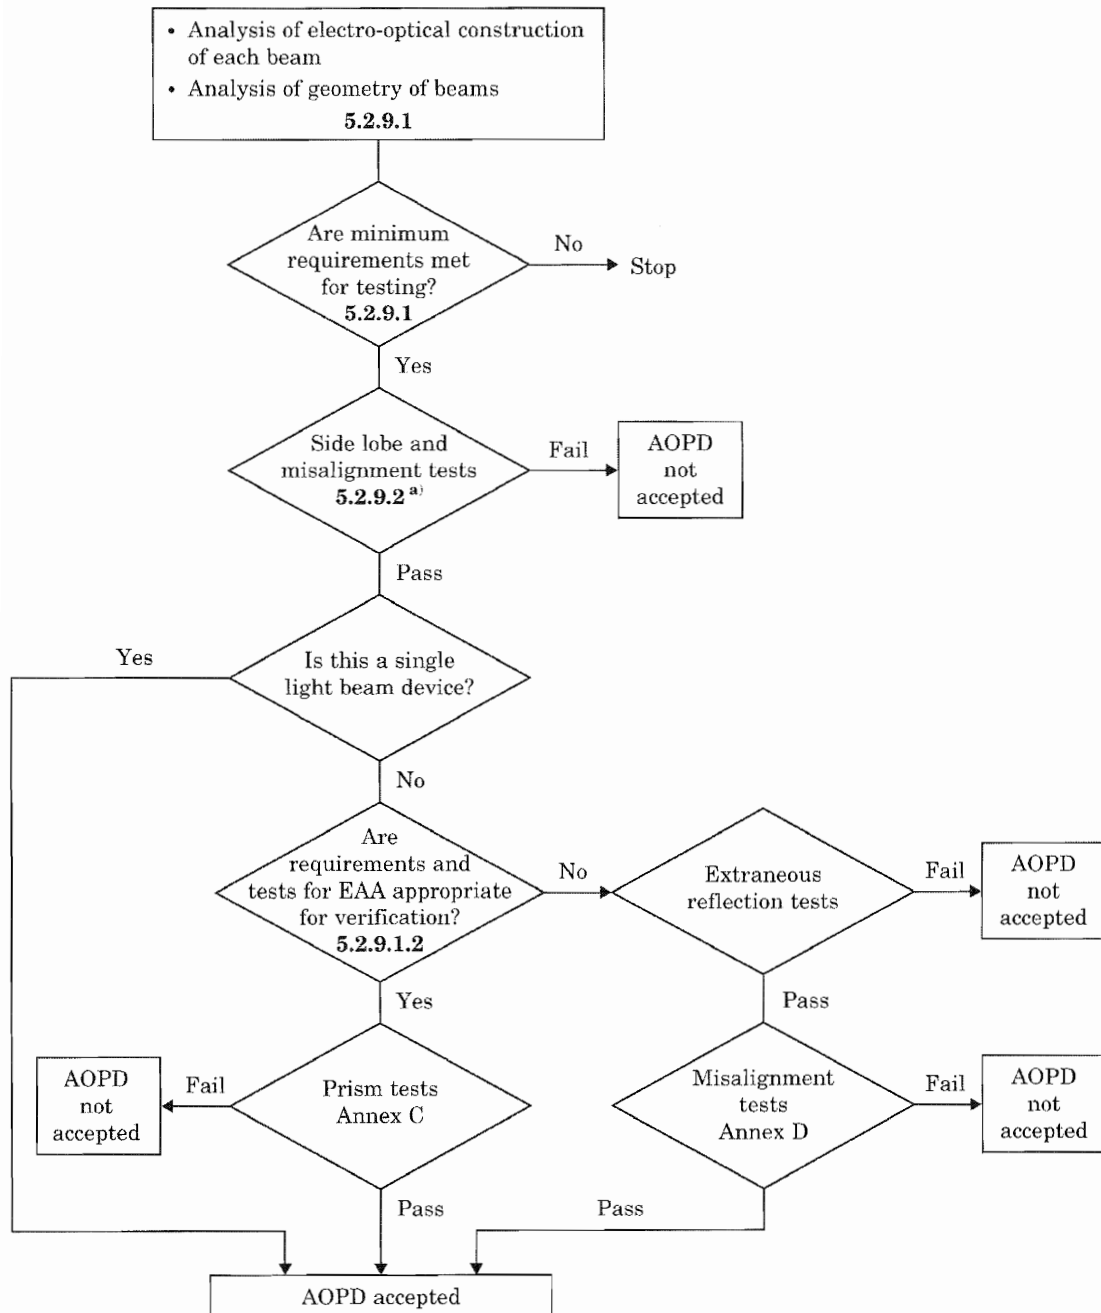 • Analysis of electro-optical construction
of each beam
• Analysis of geometry of beams
5.2.9.1
Are minimum
requirements met
for testing?
5.2.9.1
No
Stop
Yes
Side lobe and
misalignment tests
5.2.9.2 a)
Fail
AOPD
not
accepted
Pass
Yes
Is this a single
light beam device?
No
Are
requirements and
tests for EAA appropriate
for verification?
5.2.9.1.2
No
Extraneous
reflection tests
Fail
AOPD
not
accepted
Yes
Pass
AOPD
not
accepted
Fail
Prism tests
Annex C
Misalignment
tests
Annex D
Fail
AOPD
not
accepted
Pass
Pass
AOPD accepted